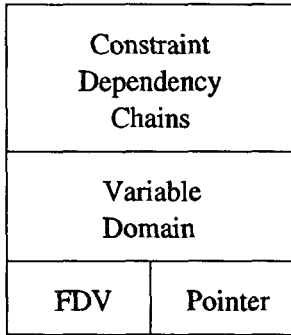 Constraint
Dependency
Chains
Variable
Domain
FDV Pointer